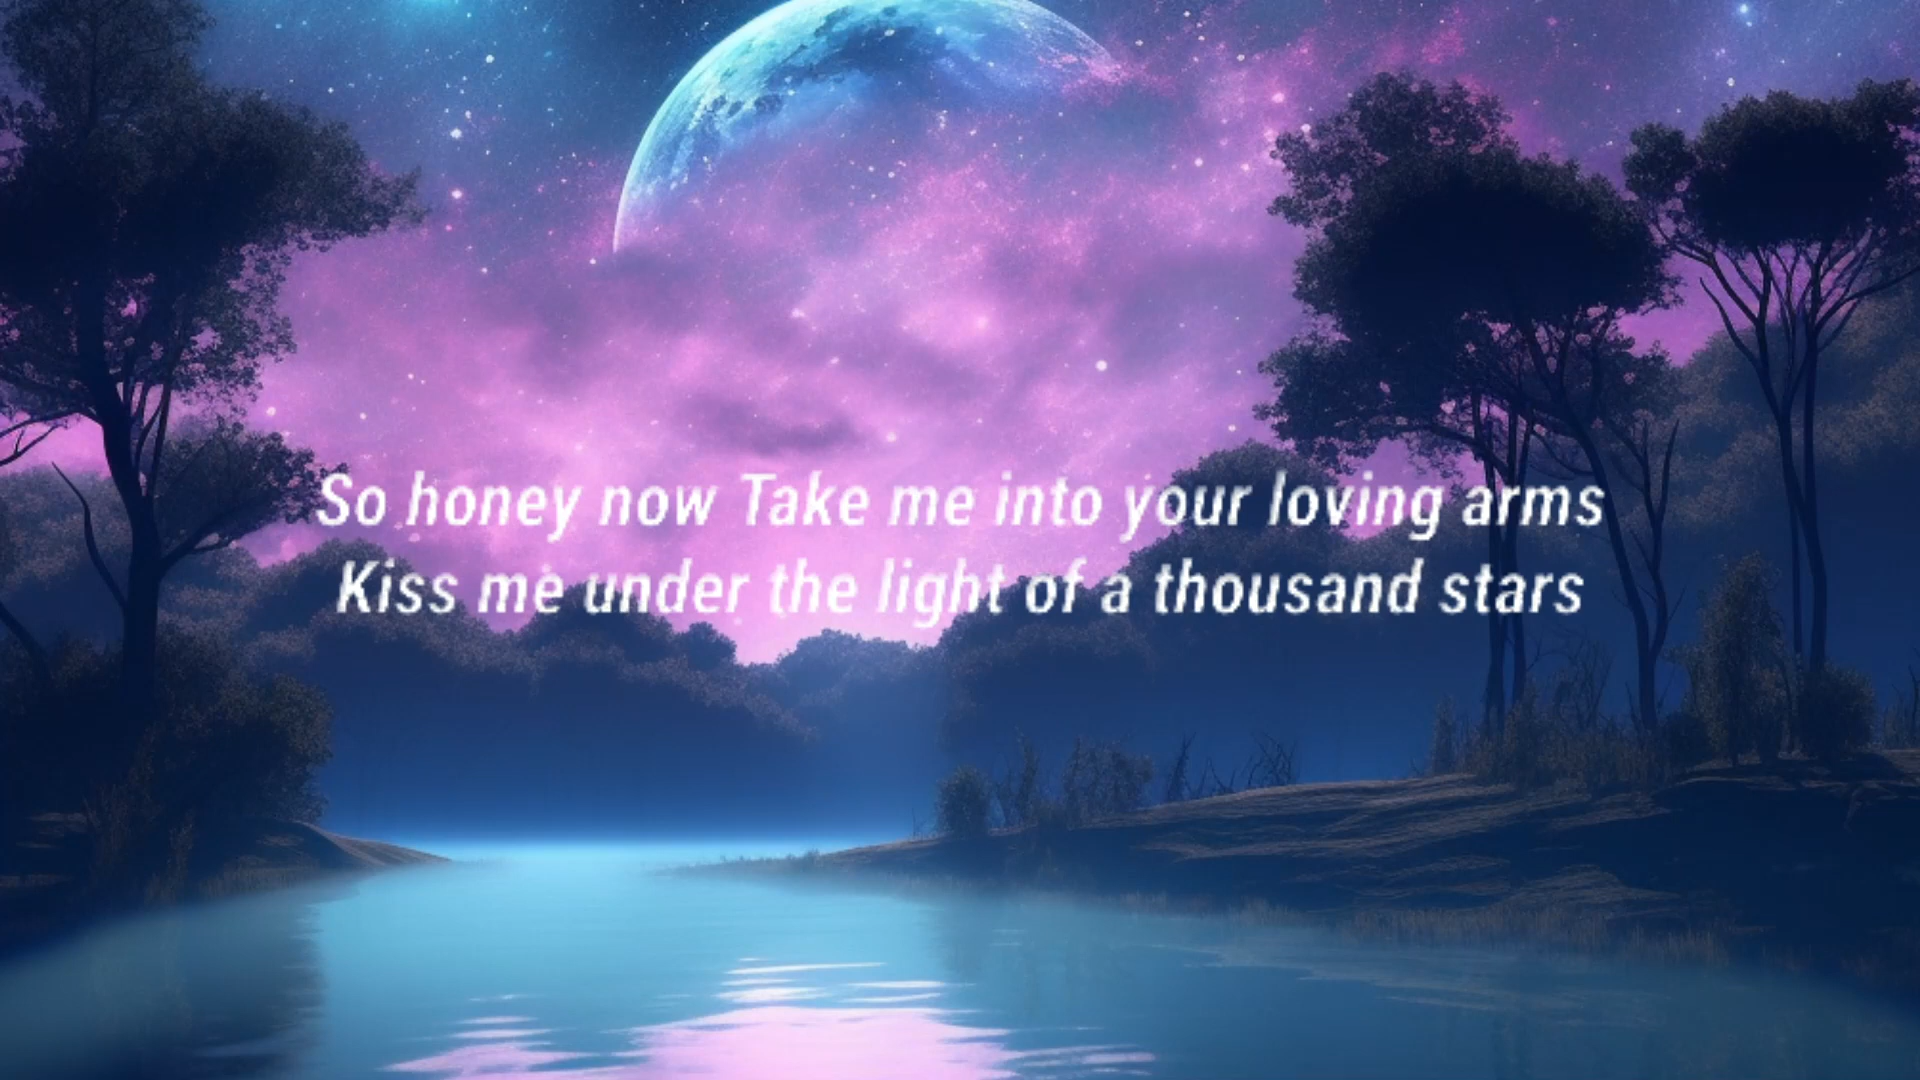 So honey now Take me into your loving arms
Kiss me under the light of a thousand stars